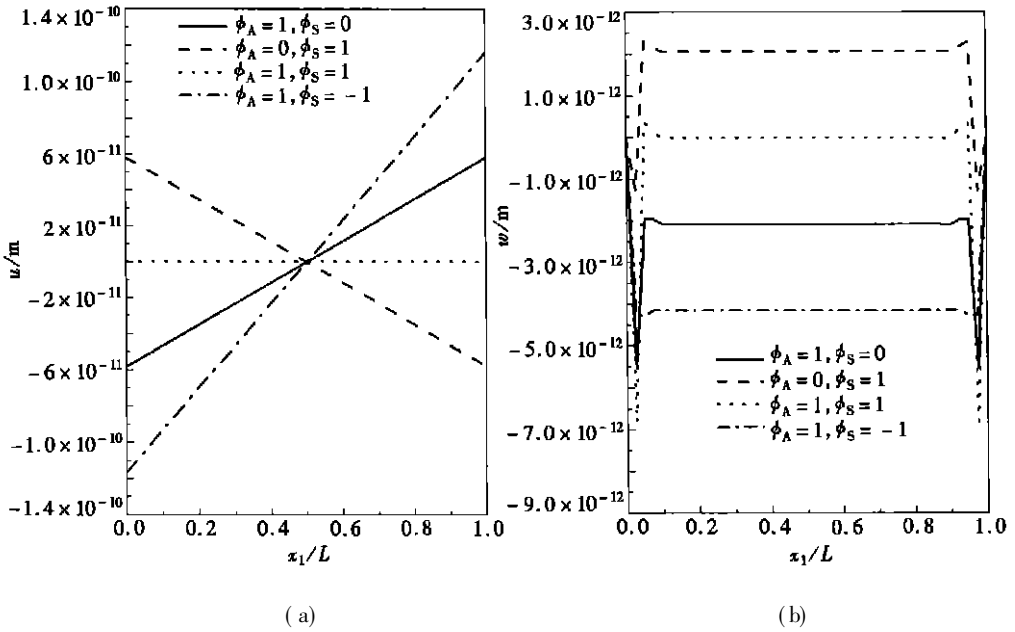 1.4×10⁻¹⁰
1.0×10⁻¹⁰
6×10⁻¹¹
2×10⁻¹¹
−2×10⁻¹¹
−6×10⁻¹¹
−1.0×10⁻¹⁰
−1.4×10⁻¹⁰
u/m
ϕA=1,ϕS=0
ϕA=0,ϕS=1
ϕA=1,ϕS=1
ϕA=1,ϕS=−1
0.0 0.2 0.4 0.6 0.8 1.0
x₁/L
(a)
3.0×10⁻¹²
1.0×10⁻¹²
−1.0×10⁻¹²
−3.0×10⁻¹²
−5.0×10⁻¹²
−7.0×10⁻¹²
−9.0×10⁻¹²
w/m
ϕA=1,ϕS=0
ϕA=0,ϕS=1
ϕA=1,ϕS=1
ϕA=1,ϕS=−1
0.0 0.2 0.4 0.6 0.8 1.0
x₁/L
(b)